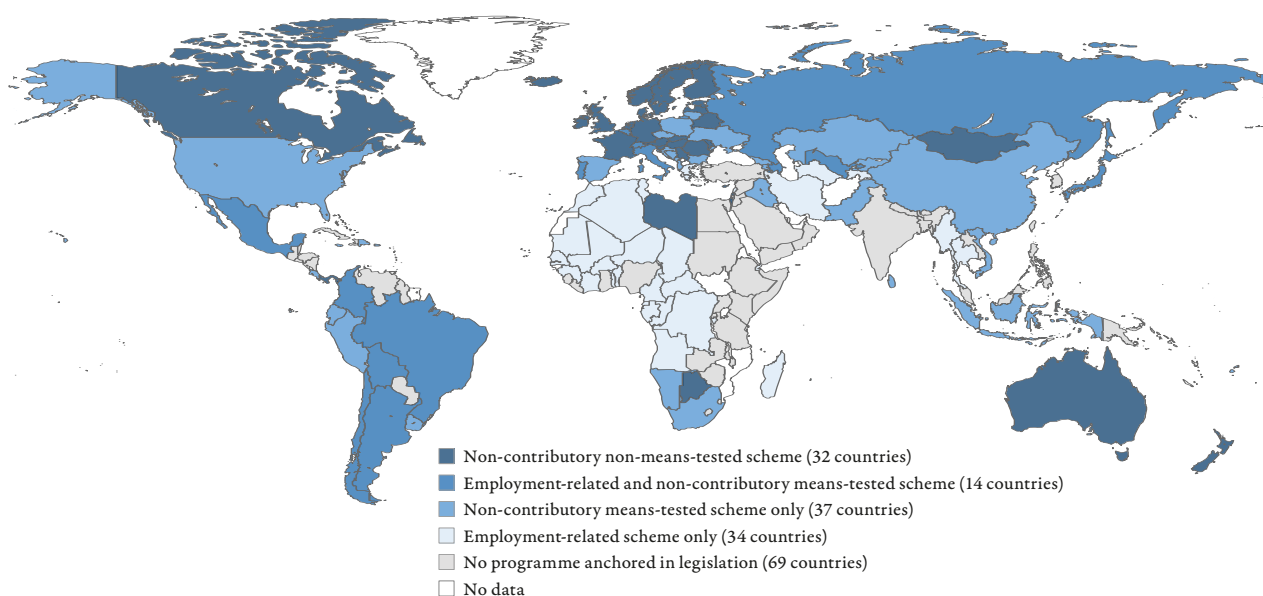 Non-contributory non-means-tested scheme (32 countries)
Employment-related and non-contributory means-tested scheme (14 countries)
Non-contributory means-tested scheme only (37 countries)
Employment-related scheme only (34 countries)
No programme anchored in legislation (69 countries)
No data